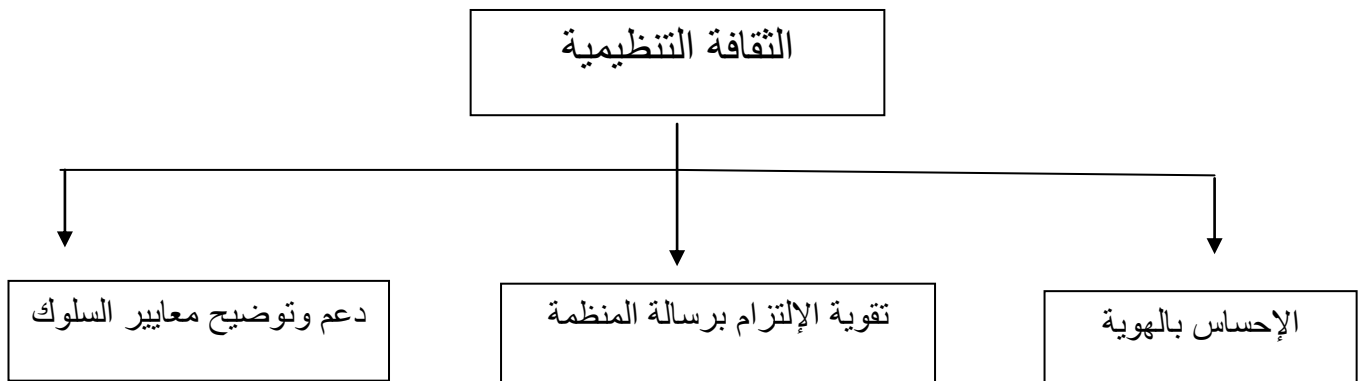 الثقافة التنظيمية
الإحساس بالهوية
تقوية الإلتزام برسالة المنظمة
دعم وتوضيح معايير السلوك